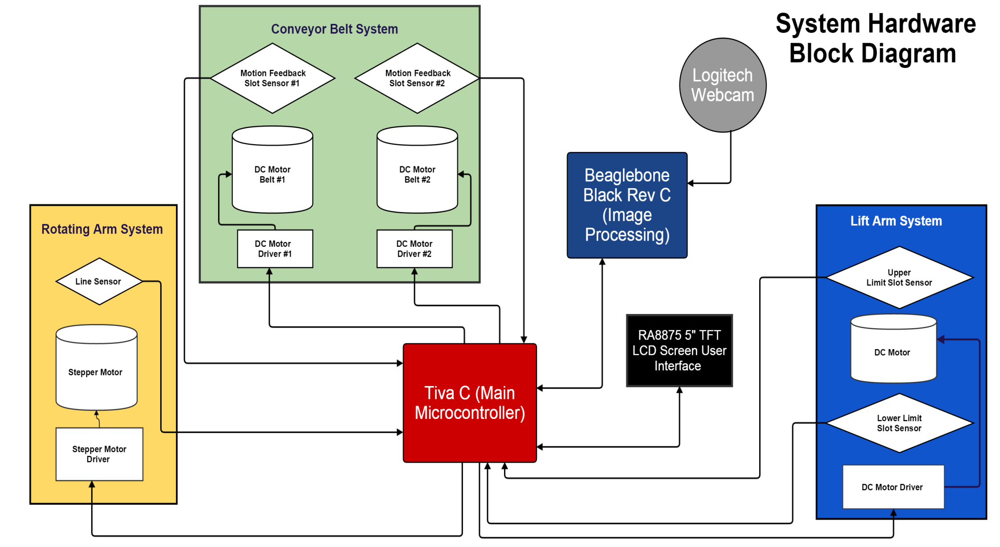 System Hardware
Block Diagram
Conveyor Belt System
Motion Feedback
Slot Sensor #1
Motion Feedback
Slot Sensor #2
DC Motor
Belt #1
DC Motor
Belt #2
DC Motor
Driver #1
DC Motor
Driver #2
Logitech
Webcam
Beaglebone
Black Rev C
(Image
Processing)
Rotating Arm System
Line Sensor
Stepper Motor
Stepper Motor
Driver
Tiva C (Main
Microcontroller)
RA8875 5" TFT
LCD Screen User
Interface
Lift Arm System
Upper
Limit Slot Sensor
DC Motor
Lower Limit
Slot Sensor
DC Motor Driver